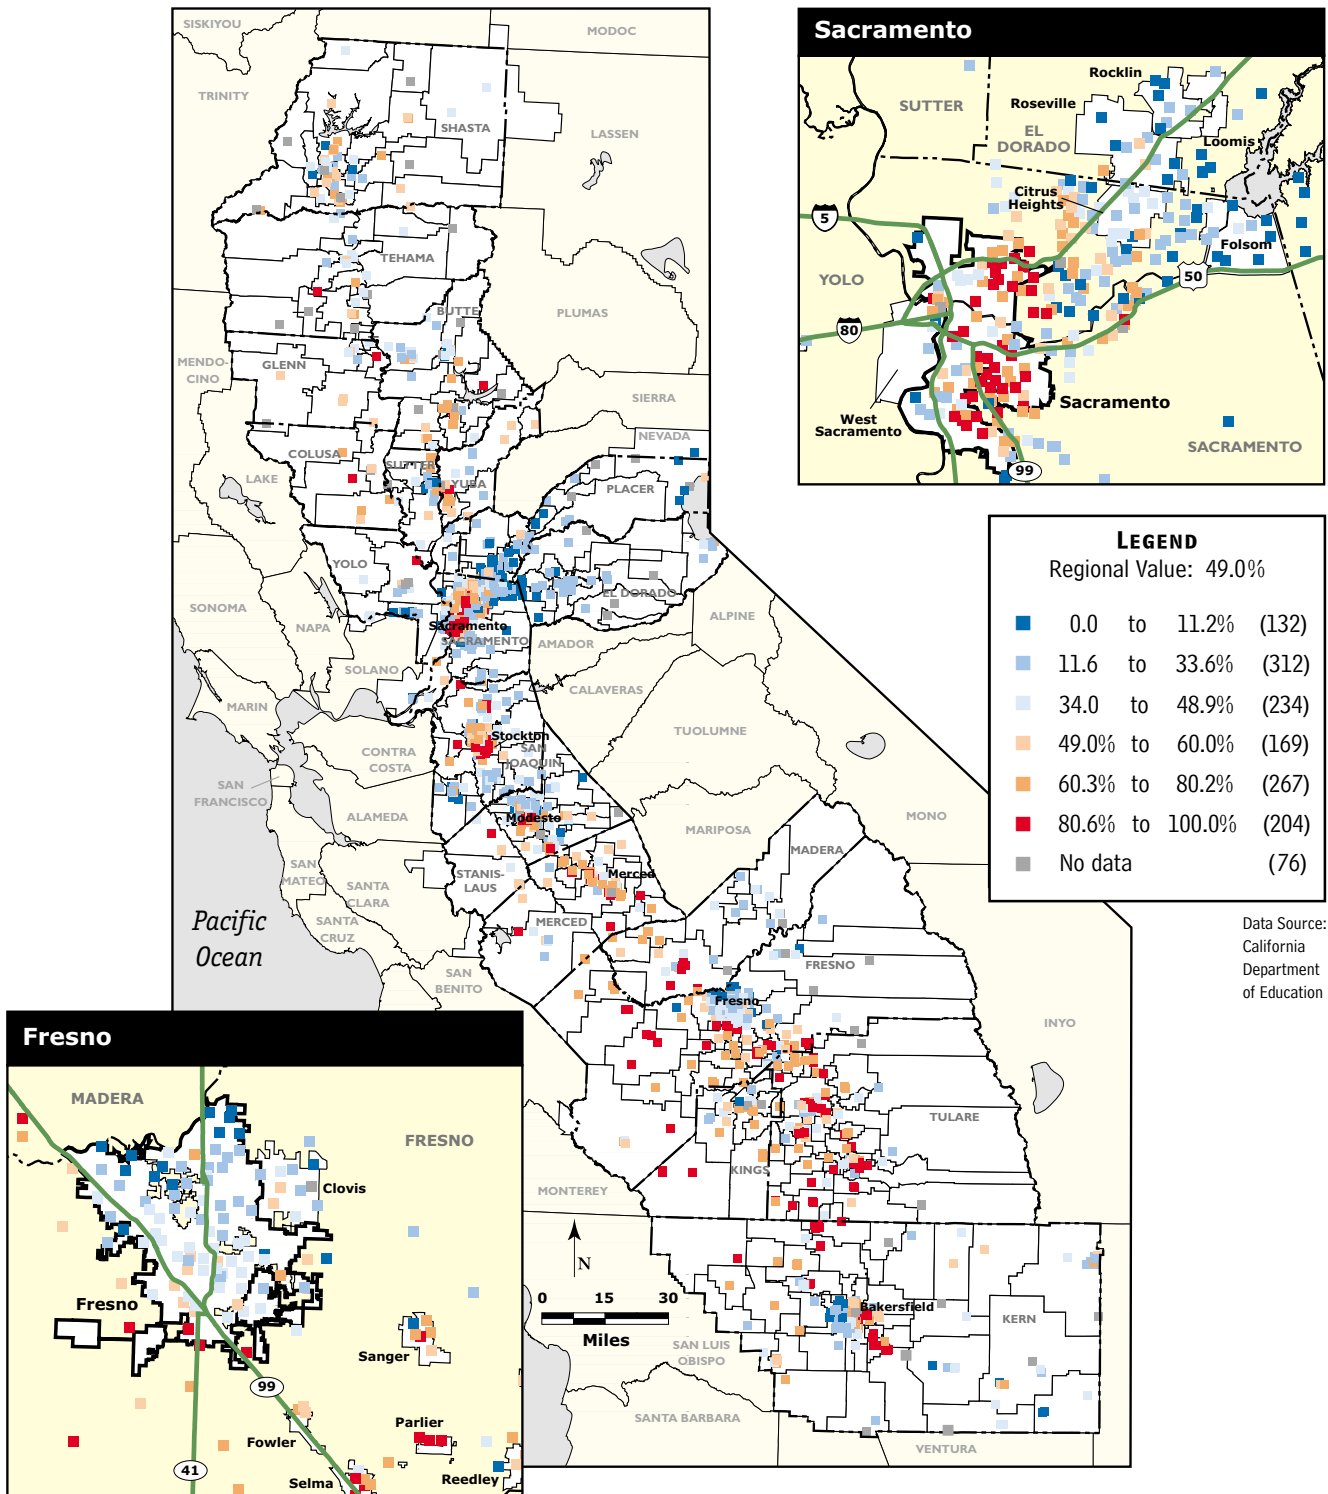 SISKIYOU
MODOC
TRINITY
SHASTA
LASSEN
TEHAMA
BUTTE
PLUMAS
MENDO-
CINO
GLENN
SIERRA
NEVADA
COLUSA
SUTTER
YUBA
PLACER
LAKE
YOLO
EL DORADO
SONOMA
NAPA
Sacramento
SACRAMENTO
ALPINE
AMADOR
SOLANO
CALAVERAS
MARIN
TUOLUMNE
CONTRA
COSTA
Stockton
SAN
JOAQUIN
SAN
FRANCISCO
ALAMEDA
Modesto
MONO
MARIPOSA
MADERA
SAN
MATEO
SANTA
CLARA
STANIS-
LAUS
Merced
SANTA
CRUZ
MERCED
Pacific
Ocean
SAN
BENITO
FRESNO
Fresno
INYO
TULARE
KINGS
MONTEREY
N
0 15 30
Miles
Bakersfield
KERN
SAN LUIS
OBISPO
SANTA BARBARA
VENTURA
Sacramento
Rocklin
Roseville
SUTTER
EL
DORADO
Loomis
Citrus
Heights
5
Folsom
YOLO
50
80
West
Sacramento
Sacramento
SACRAMENTO
99
LEGEND
Regional Value: 49.0%
0.0 to 11.2% (132)
11.6 to 33.6% (312)
34.0 to 48.9% (234)
49.0% to 60.0% (169)
60.3% to 80.2% (267)
80.6% to 100.0% (204)
No data (76)
Data Source:
California
Department
of Education
Fresno
MADERA
FRESNO
Clovis
Fresno
Sanger
99
Parlier
Fowler
41
Selma
Reedley